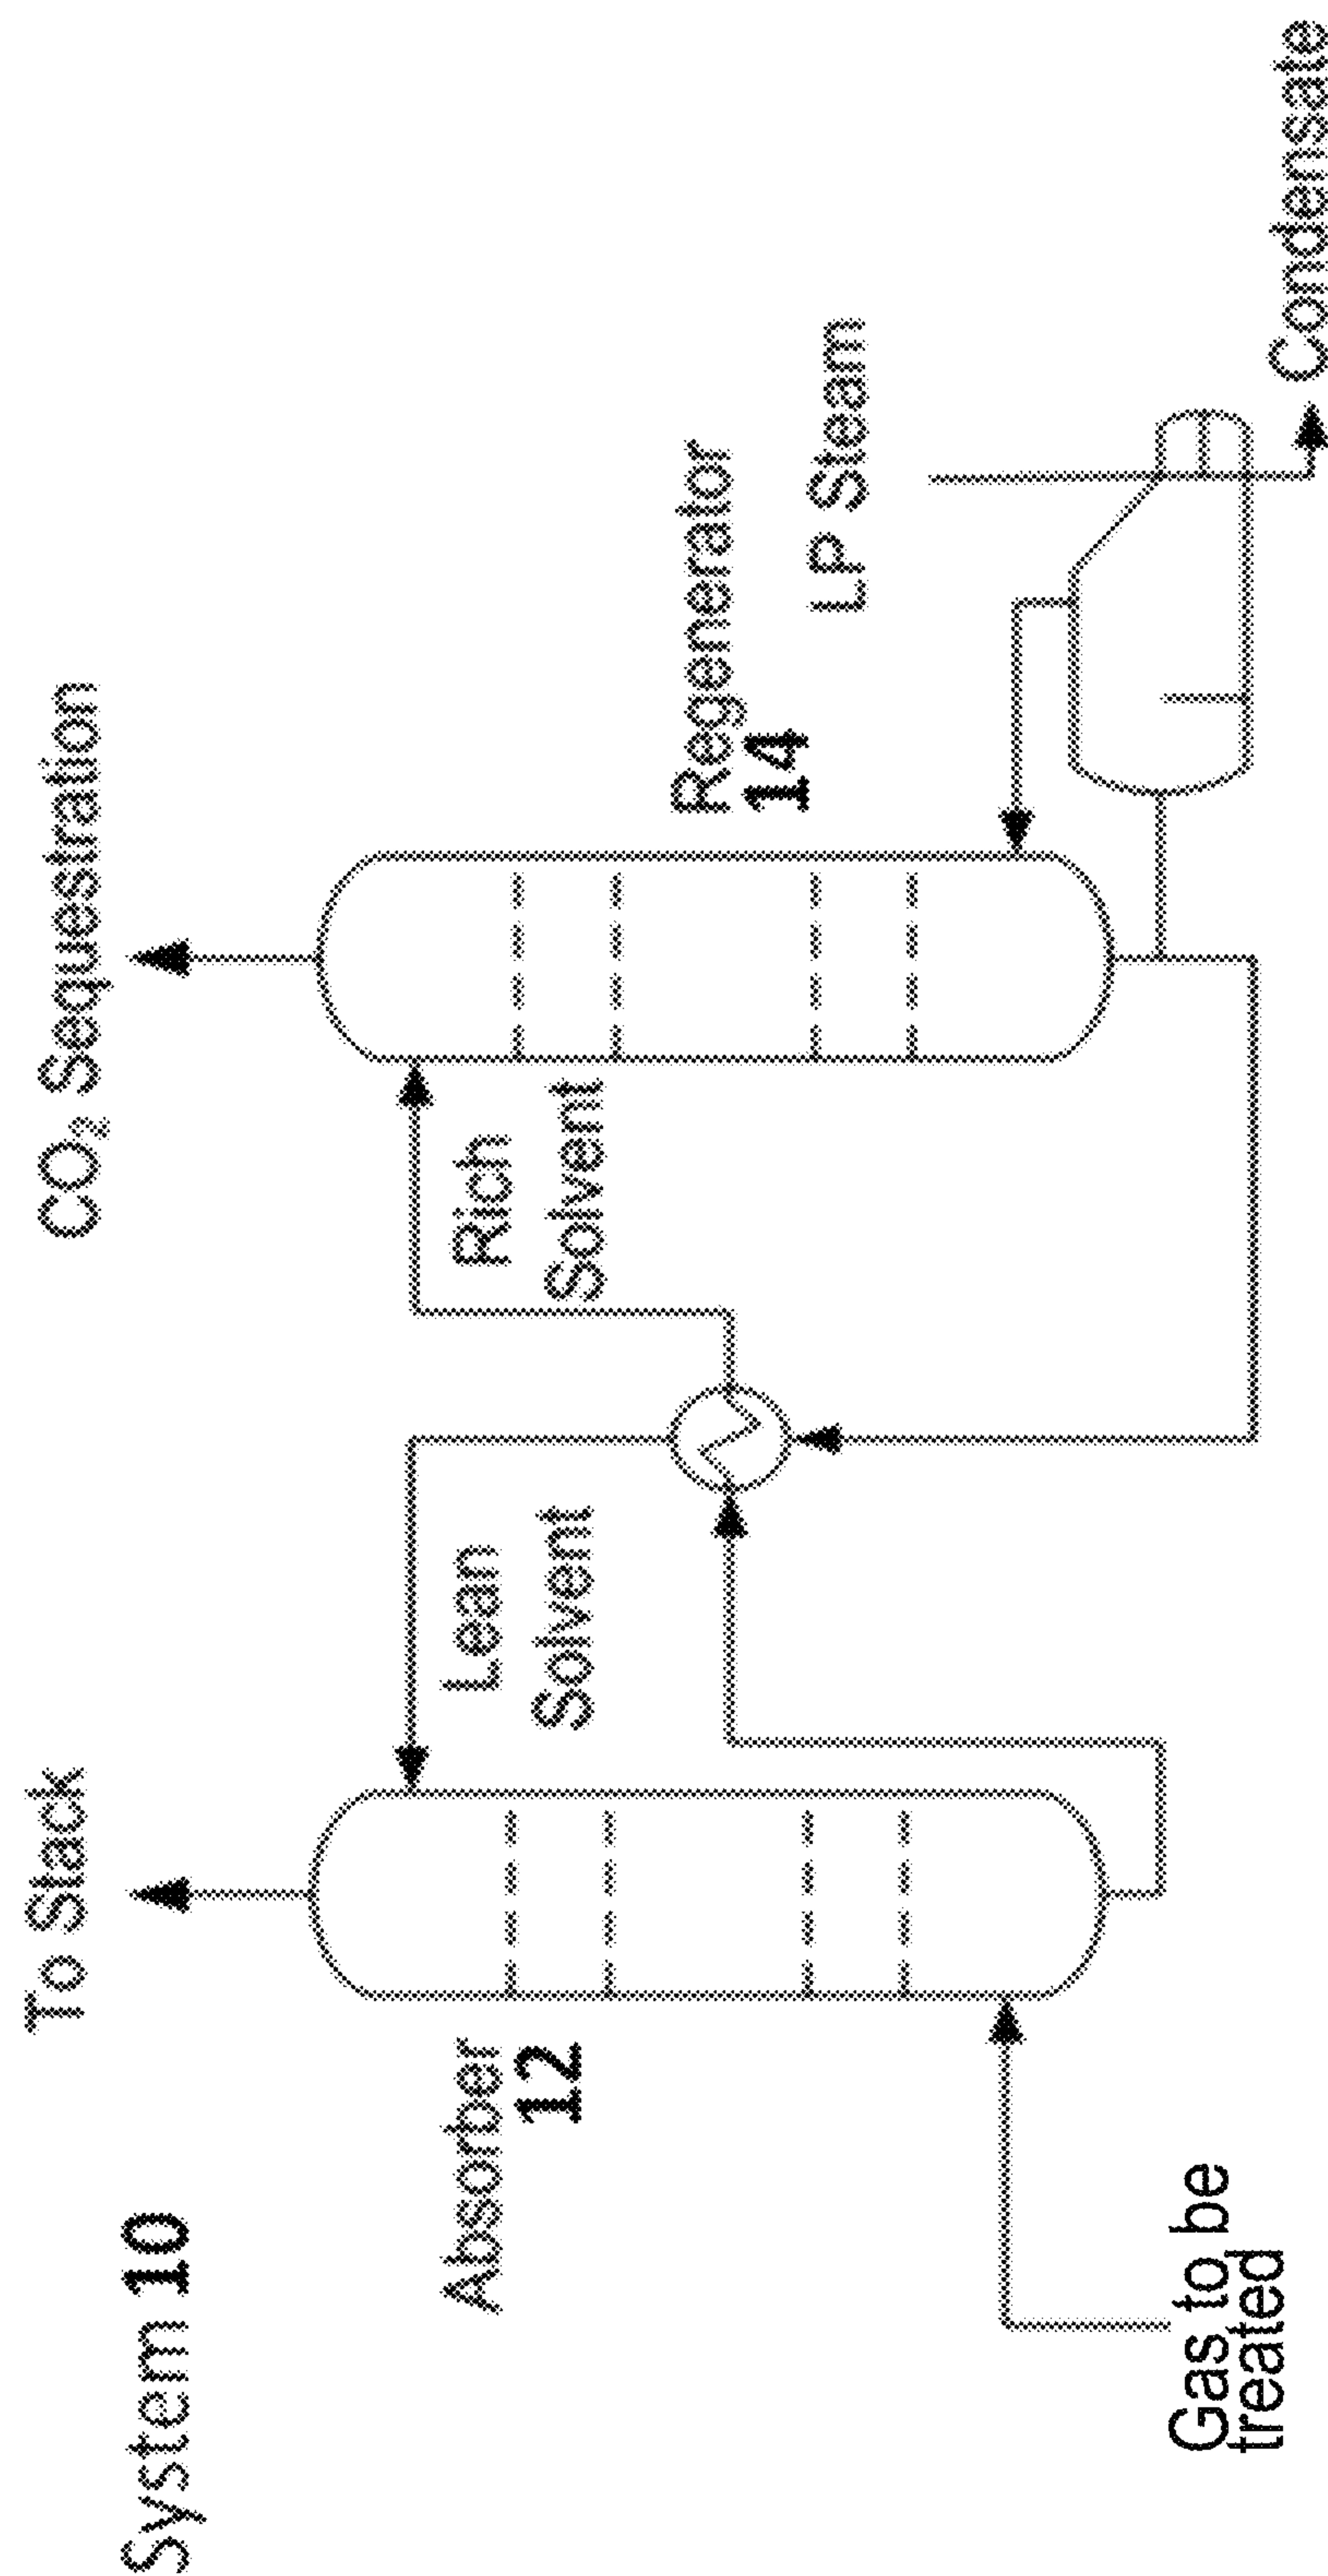 System 10
To Stack
CO₂ Sequestration
Absorber
12
Lean
Solvent
Rich
Solvent
Regenerator
14
LP Steam
Gas to be
treated
Condensate